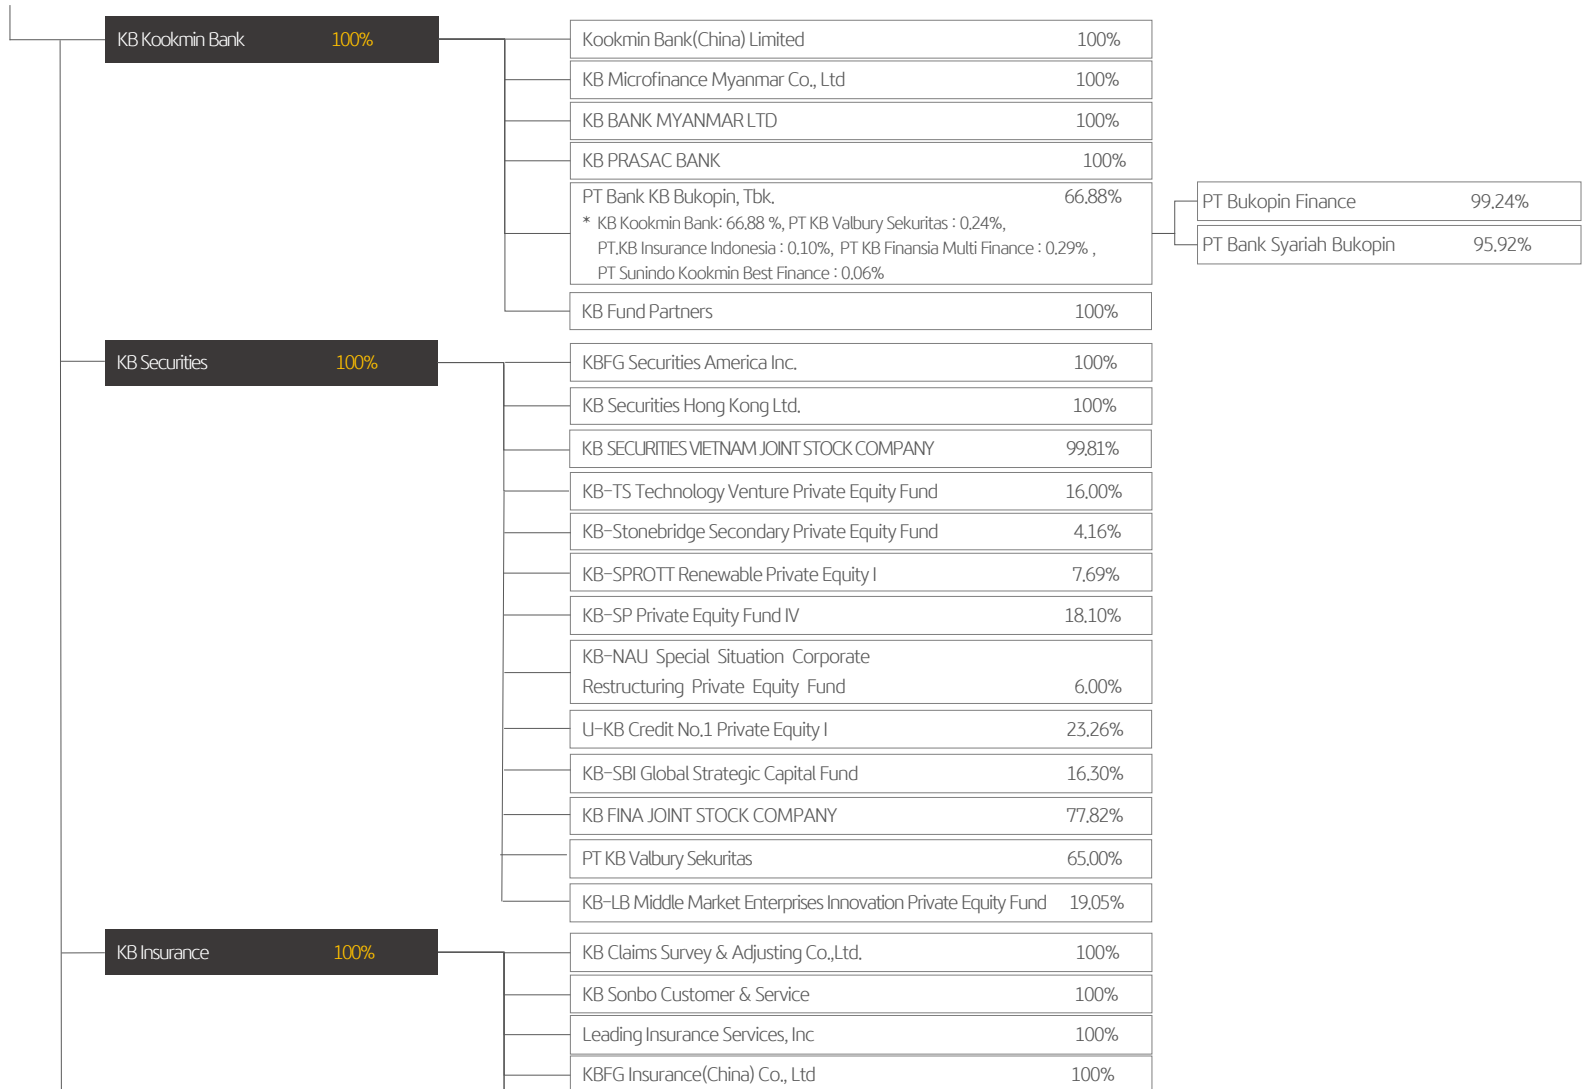 KB Kookmin Bank 100%
Kookmin Bank(China) Limited 100%
KB Microfinance Myanmar Co., Ltd 100%
KB BANK MYANMAR LTD 100%
KB PRASAC BANK 100%
PT Bank KB Bukopin, Tbk. 66.88%
* KB Kookmin Bank: 66.88 %, PT KB Valbury Sekuritas : 0.24%,
PT.KB Insurance Indonesia : 0.10%, PT KB Finansia Multi Finance : 0.29% ,
PT Sunindo Kookmin Best Finance : 0.06%
PT Bukopin Finance 99.24%
PT Bank Syariah Bukopin 95.92%
KB Fund Partners 100%
KB Securities 100%
KBFG Securities America Inc. 100%
KB Securities Hong Kong Ltd. 100%
KB SECURITIES VIETNAM JOINT STOCK COMPANY 99.81%
KB-TS Technology Venture Private Equity Fund 16.00%
KB-Stonebridge Secondary Private Equity Fund 4.16%
KB-SPROTT Renewable Private Equity I 7.69%
KB-SP Private Equity Fund IV 18.10%
KB-NAU Special Situation Corporate
Restructuring Private Equity Fund 6.00%
U-KB Credit No.1 Private Equity I 23.26%
KB-SBI Global Strategic Capital Fund 16.30%
KB FINA JOINT STOCK COMPANY 77.82%
PT KB Valbury Sekuritas 65.00%
KB-LB Middle Market Enterprises Innovation Private Equity Fund 19.05%
KB Insurance 100%
KB Claims Survey & Adjusting Co.,Ltd. 100%
KB Sonbo Customer & Service 100%
Leading Insurance Services, Inc 100%
KBFG Insurance(China) Co., Ltd 100%